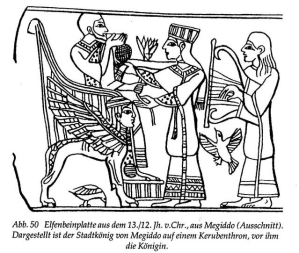 Abb. 50 Elfenbeinplatte aus dem 13./12. Jh. v.Chr., aus Megiddo (Ausschnitt).
Dargestellt ist der Stadtkönig von Megiddo auf einem Kerubenthron, vor ihm
die Königin.